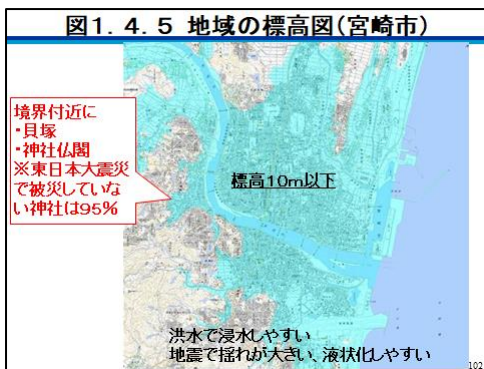 図1.4.5 地域の標高図(宮崎市)
境界付近に
・貝塚
・神社仏閣
※東日本大震災
で被災していな
い神社は95%
標高10m以下
洪水で浸水しやすい
地震で揺れが大きい、液状化しやすい
102